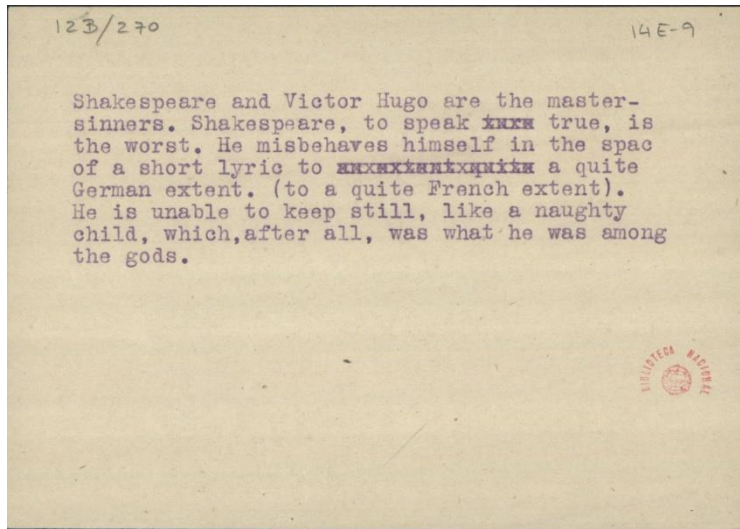 12B/270
14E-9
Shakespeare and Victor Hugo are the master-
sinners. Shakespeare, to speak true, is
the worst. He misbehaves himself in the spac
of a short lyric to a quite
German extent. (to a quite French extent).
He is unable to keep still, like a naughty
child, which,after all, was what he was among
the gods.
BIBLIOTECA NACIONAL